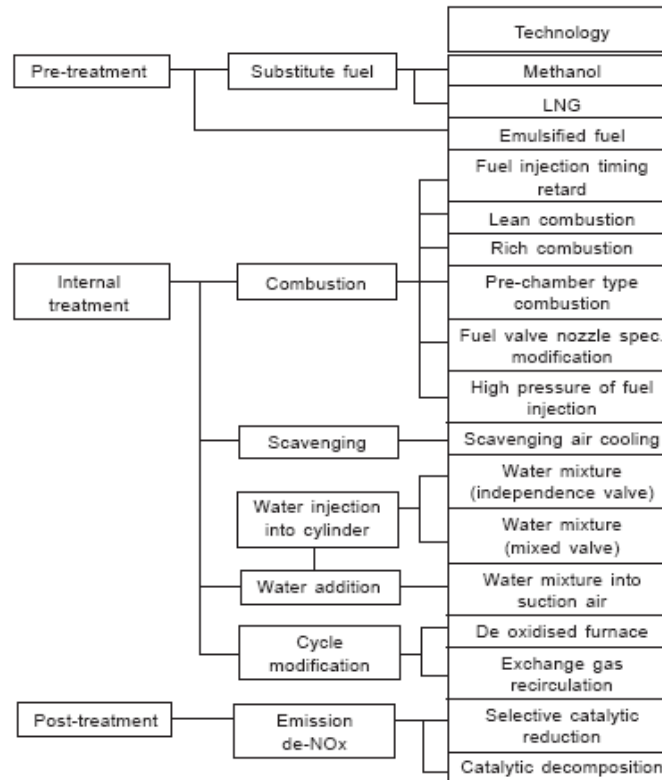 Technology
Pre-treatment
Substitute fuel
Methanol
LNG
Emulsified fuel
Fuel injection timing
retard
Lean combustion
Rich combustion
Internal
treatment
Combustion
Pre-chamber type
combustion
Fuel valve nozzle spec.
modification
High pressure of fuel
injection
Scavenging
Scavenging air cooling
Water injection
into cylinder
Water mixture
(independence valve)
Water mixture
(mixed valve)
Water addition
Water mixture into
suction air
Cycle
modification
De oxidised furnace
Exchange gas
recirculation
Post-treatment
Emission
de-NOx
Selective catalytic
reduction
Catalytic decomposition